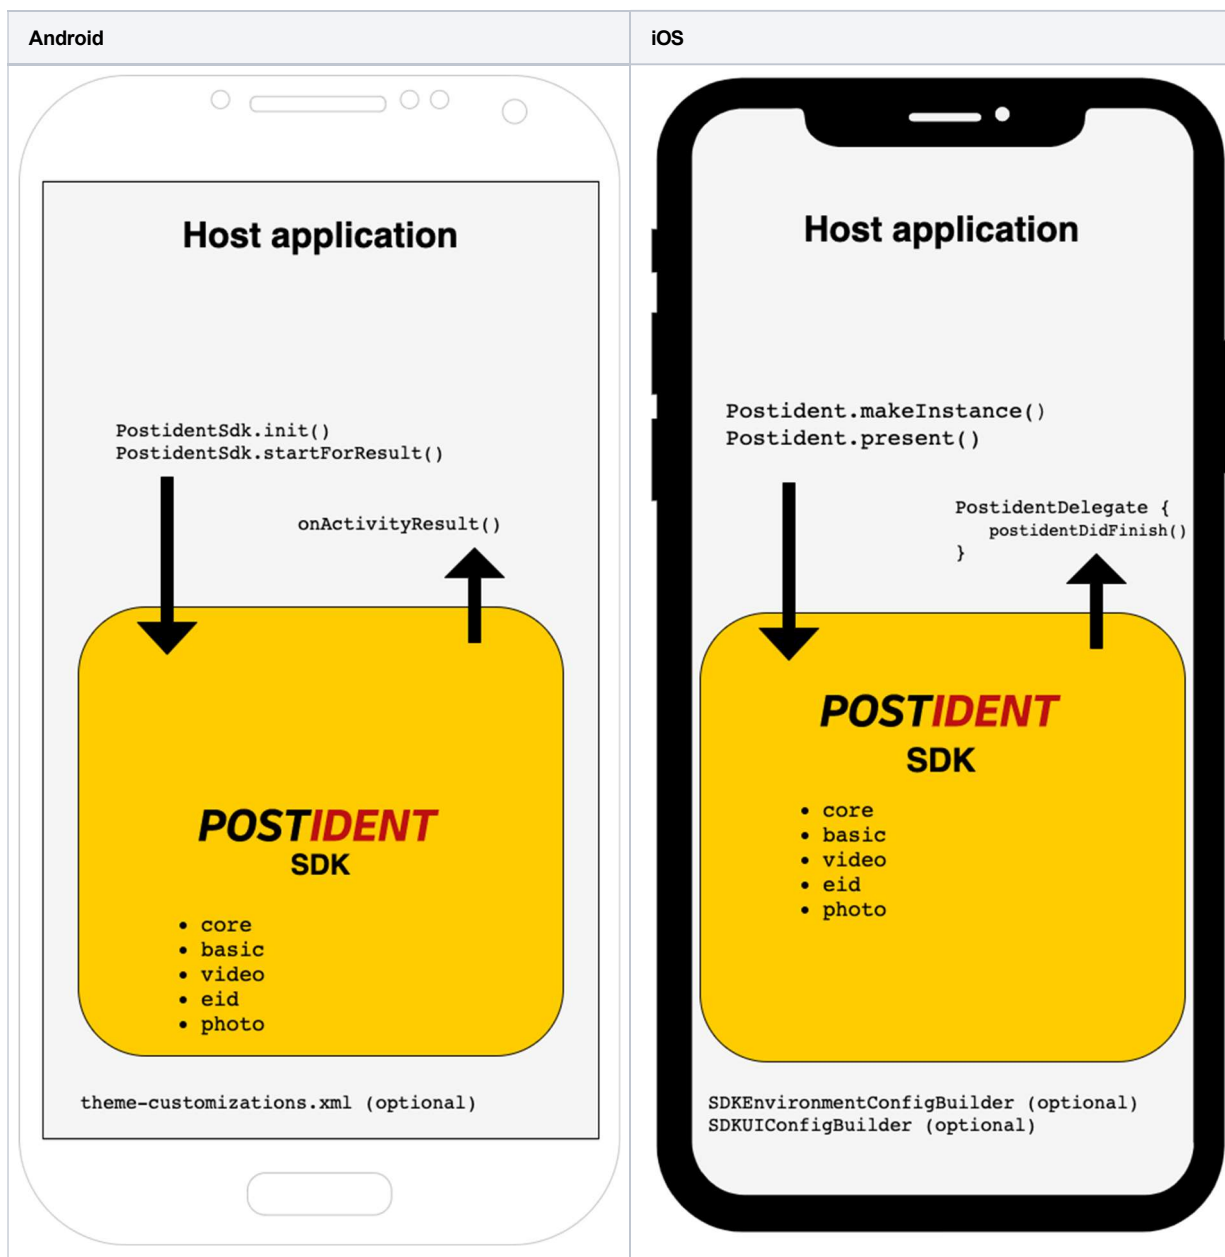 Android
Host application
PostidentSdk.init()
PostidentSdk.startForResult()
onActivityResult()
POSTIDENT
SDK
• core
• basic
• video
• eid
• photo
theme-customizations.xml (optional)
iOS
Host application
Postident.makeInstance()
Postident.present()
PostidentDelegate {
postidentDidFinish()
}
POSTIDENT
SDK
• core
• basic
• video
• eid
• photo
SDKEnvironmentConfigBuilder (optional)
SDKUIConfigBuilder (optional)